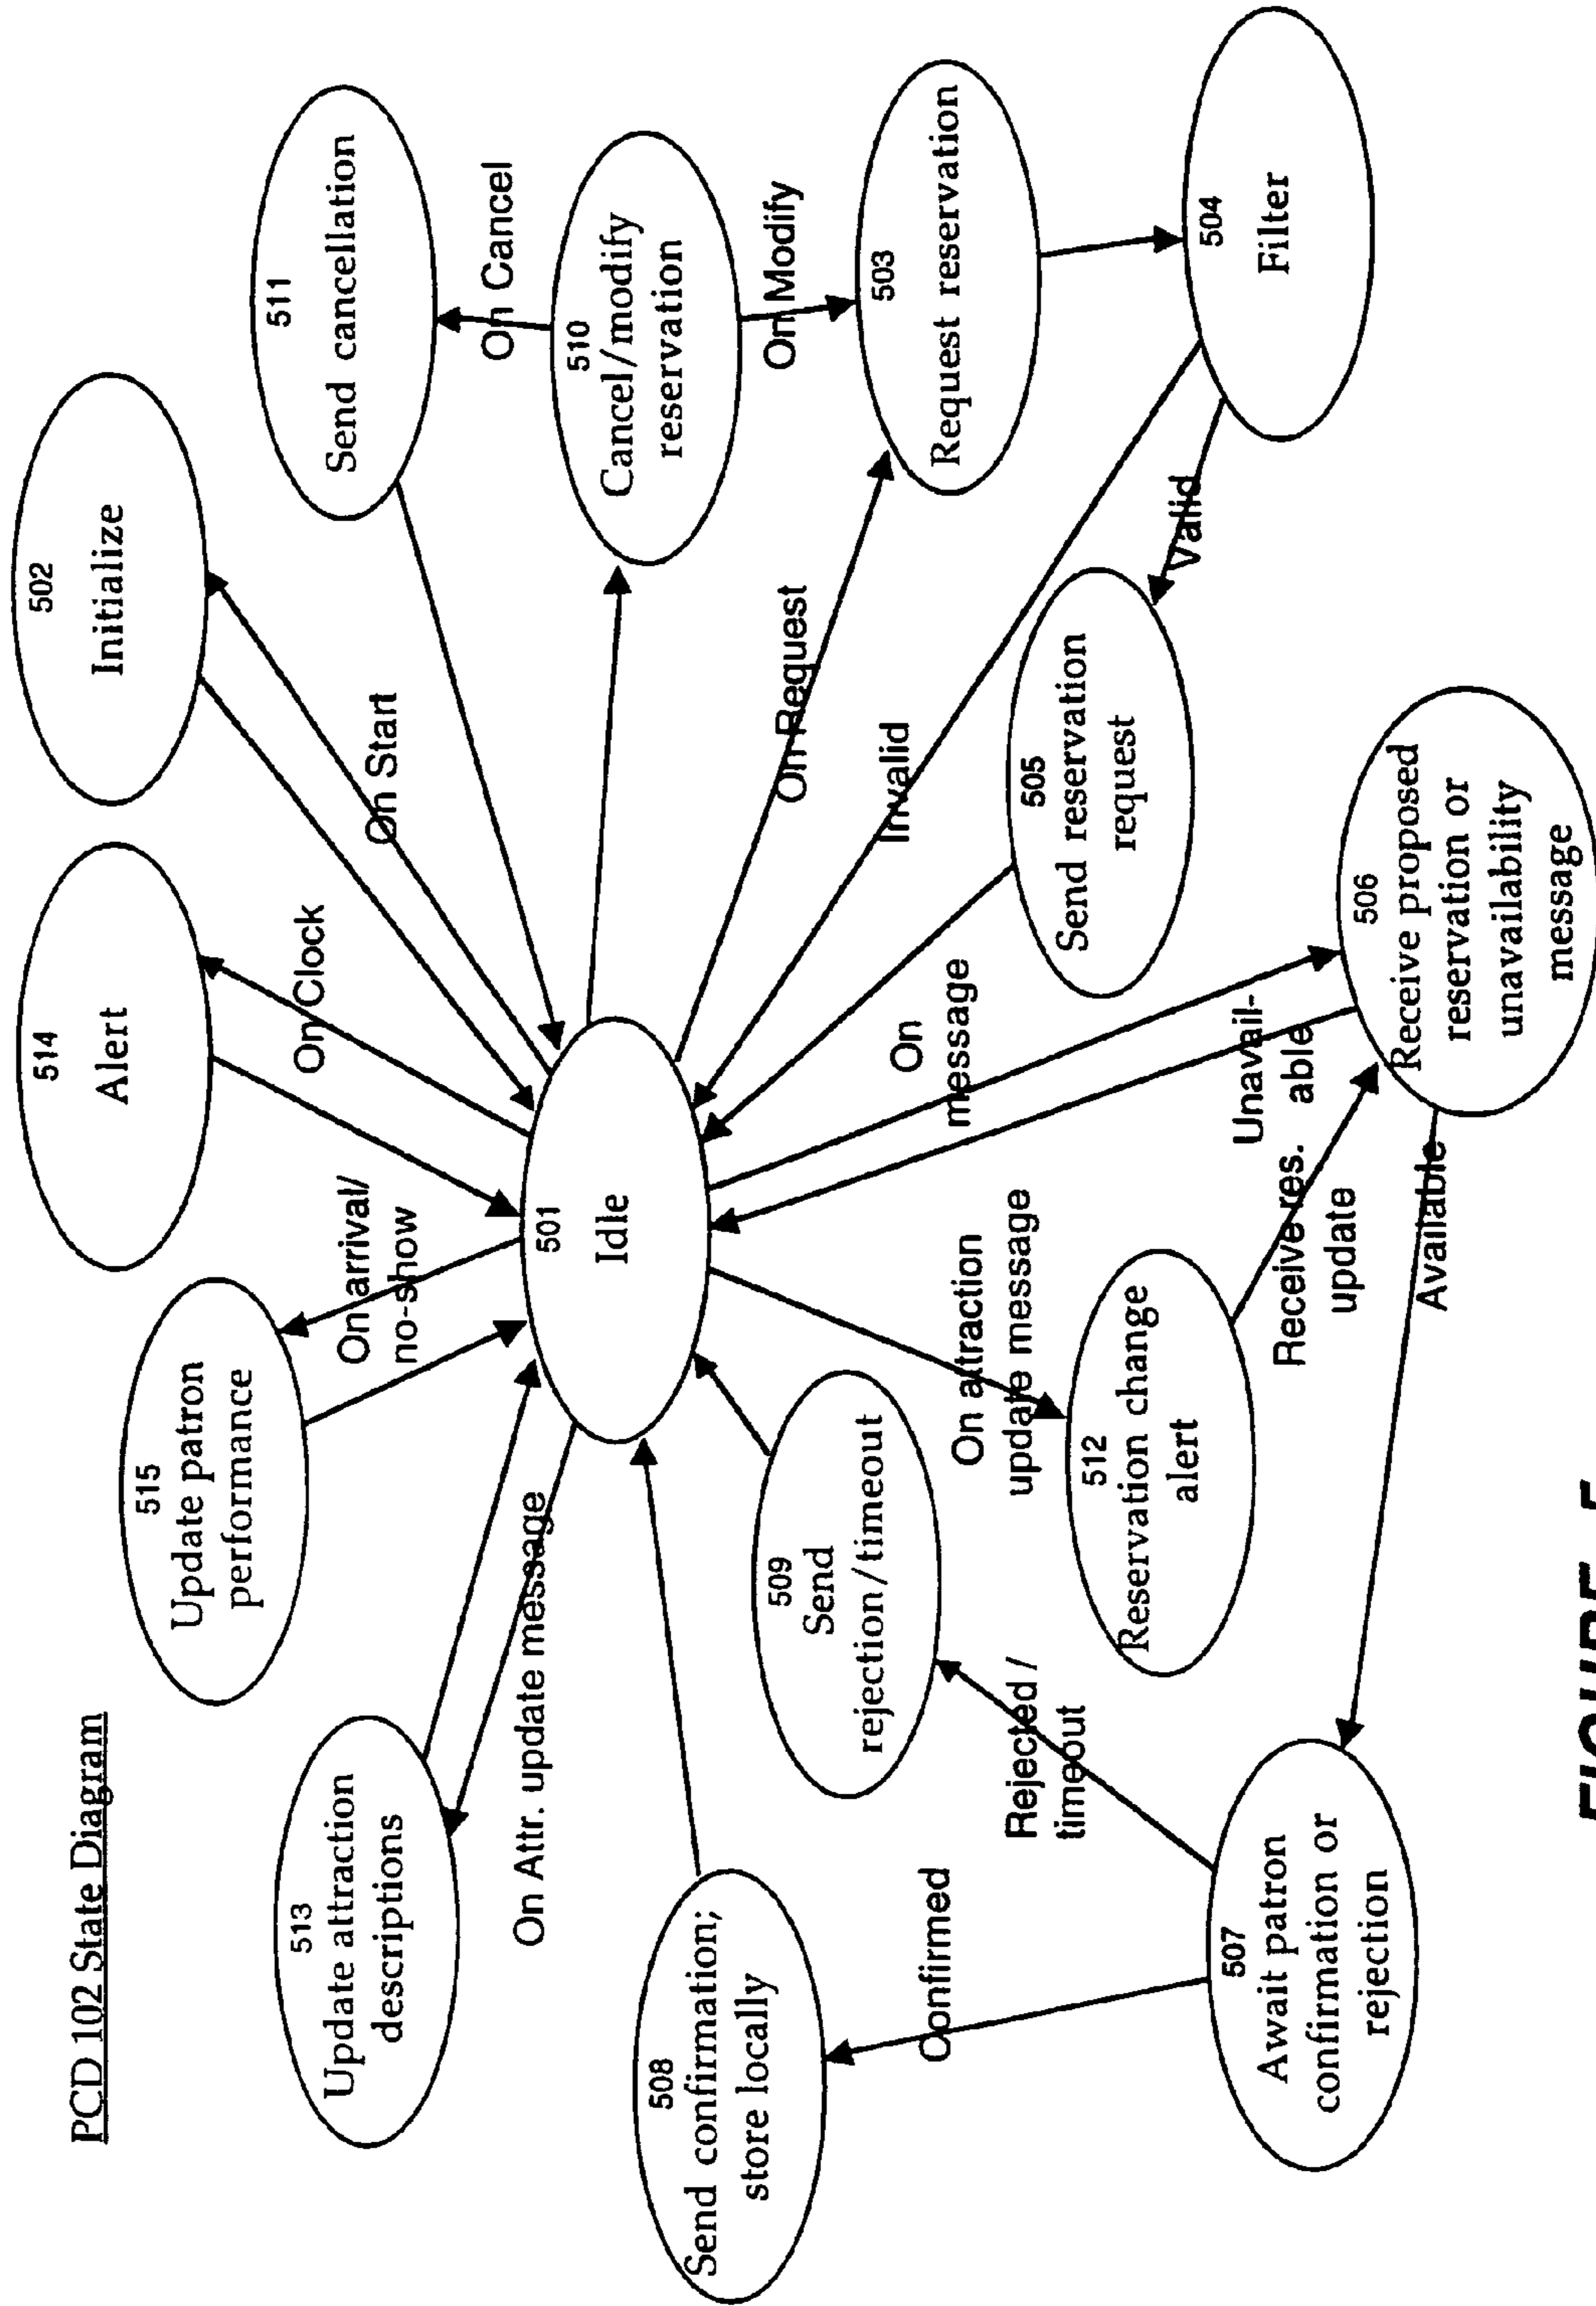 PCD 102 State Diagram
514
Alert
502
Initialize
515
Update patron
performance
On Clock
On Start
511
Send cancellation
513
Update attraction
descriptions
On arrival/
no-show
On Cancel
On Attr. update message
501
Idle
510
Cancel/modify
reservation
508
Send confirmation;
store locally
509
Send
rejection/timeout
On Request
On Modify
503
Request reservation
Confirmed
Rejected /
timeout
On attraction
update message
On
message
Invalid
505
Send reservation
request
Valid
504
Filter
512
Reservation change
alert
507
Await patron
confirmation or
rejection
Receive res.
update
Unavail-
able
Available
506
Receive proposed
reservation or
unavailability
message